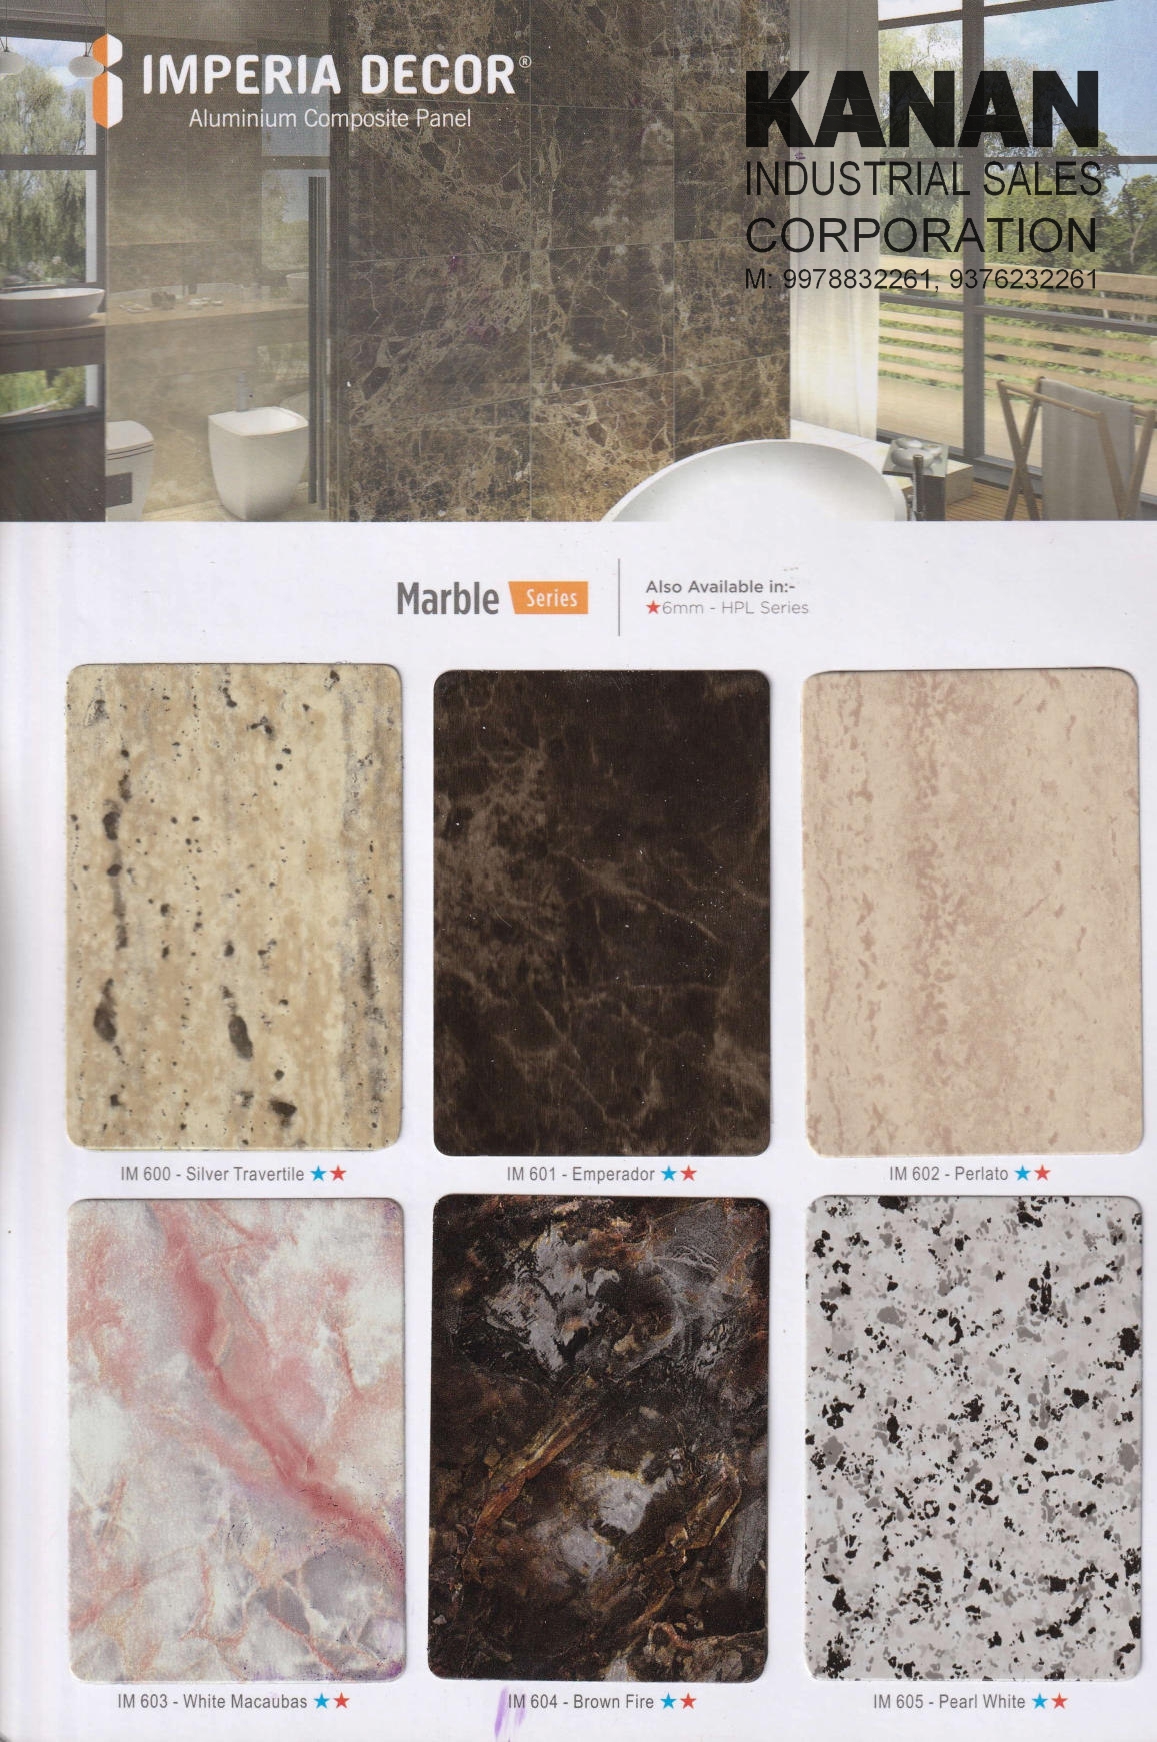 IMPERIA DECOR®
Aluminium Composite Panel
KANAN
INDUSTRIAL SALES
CORPORATION
M: 9978832261, 9376232261
Marble Series
Also Available in:-
★6mm - HPL Series
IM 600 - Silver Travertile ★★
IM 601 - Emperador ★★
IM 602 - Perlato ★★
IM 603 - White Macaubas ★★
IM 604 - Brown Fire ★★
IM 605 - Pearl White ★★